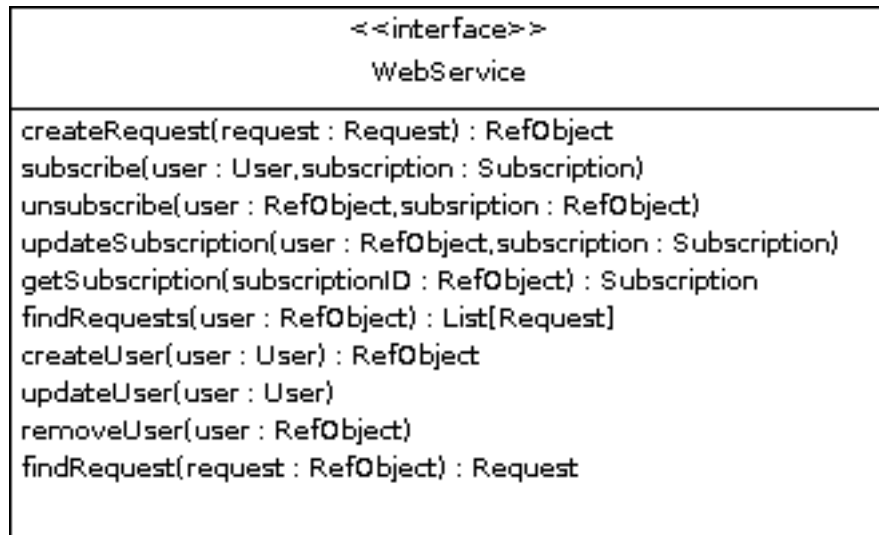 <<interface>>
WebService
createRequest(request : Request) : RefObject
subscribe(user : User,subscription : Subscription)
unsubscribe(user : RefObject,subsription : RefObject)
updateSubscription(user : RefObject,subscription : Subscription)
getSubscription(subscriptionID : RefObject) : Subscription
findRequests(user : RefObject) : List[Request]
createUser(user : User) : RefObject
updateUser(user : User)
removeUser(user : RefObject)
findRequest(request : RefObject) : Request